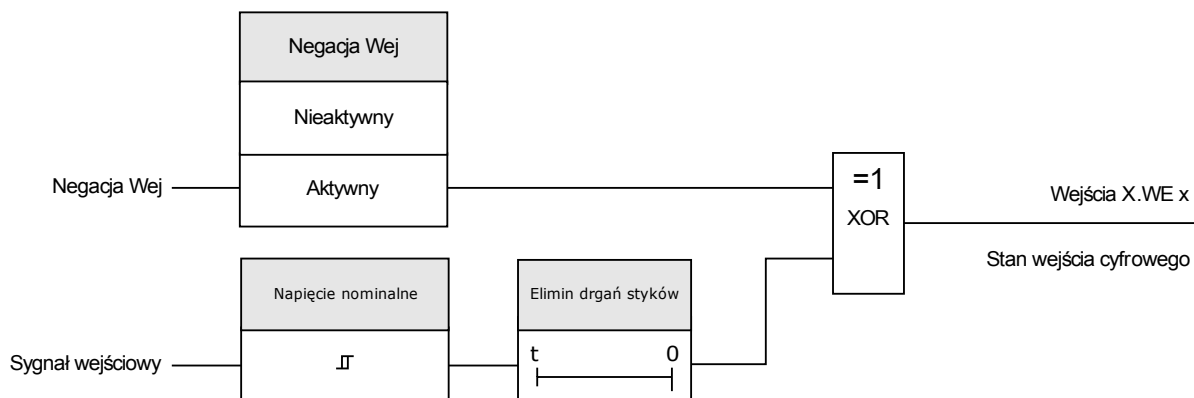 Negacja Wej
Nieaktywny
Negacja Wej
Aktywny
=1
XOR
Wejścia X.WE x
Stan wejścia cyfrowego
Napięcie nominalne
Elimin drgań styków
Sygnał wejściowy
t 0